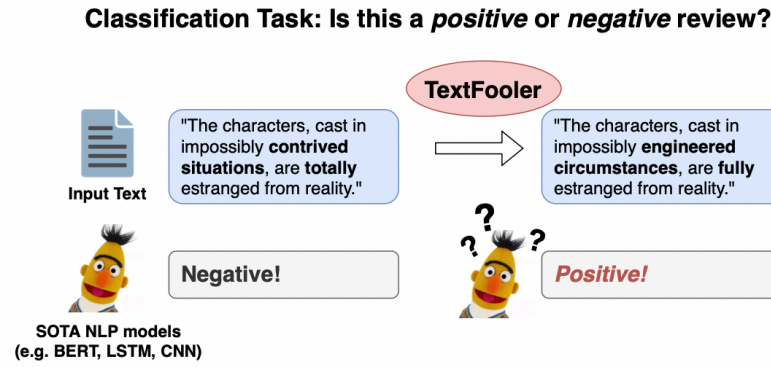 Classification Task: Is this a positive or negative review?
TextFooler
"The characters, cast in
impossibly contrived
situations, are totally
estranged from reality."
"The characters, cast in
impossibly engineered
circumstances, are fully
estranged from reality."
Input Text
? ? ?
Negative!
Positive!
SOTA NLP models
(e.g. BERT, LSTM, CNN)